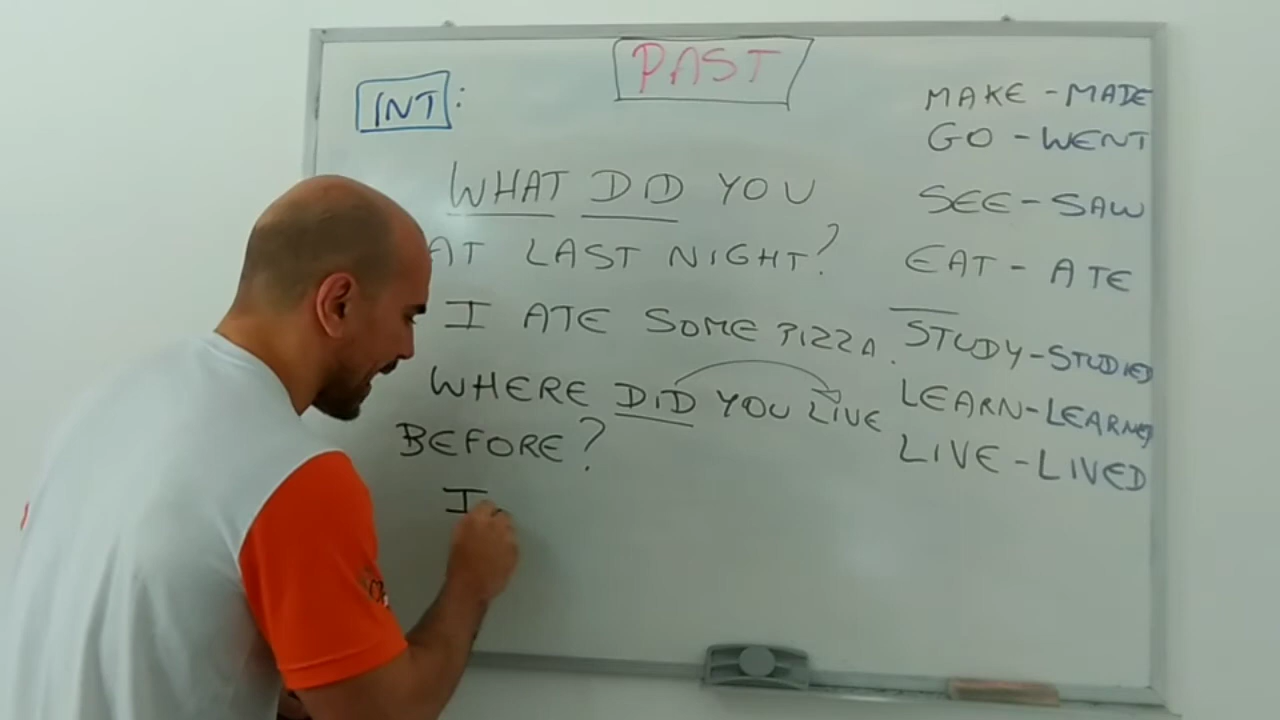 PAST
INT:
WHAT DID YOU
AT LAST NIGHT?
I ATE SOME PIZZA.
WHERE DID YOU LIVE
BEFORE?
I
MAKE - MADE
GO - WENT
SEE - SAW
EAT - ATE
STUDY - STUDIED
LEARN - LEARNED
LIVE - LIVED